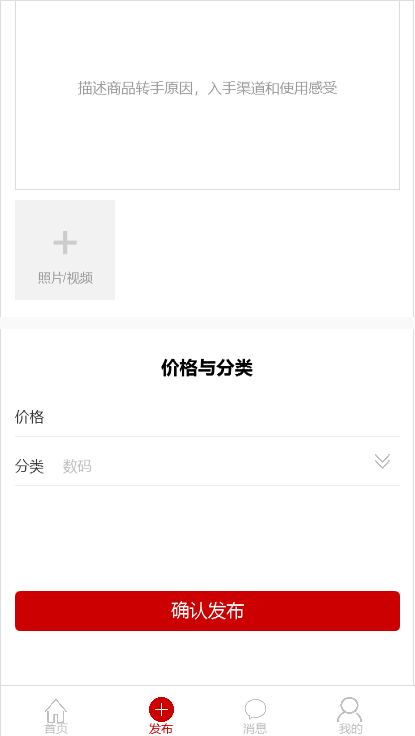 描述商品转手原因，入手渠道和使用感受
照片/视频
价格与分类
价格
分类 数码
确认发布
首页 发布 消息 我的